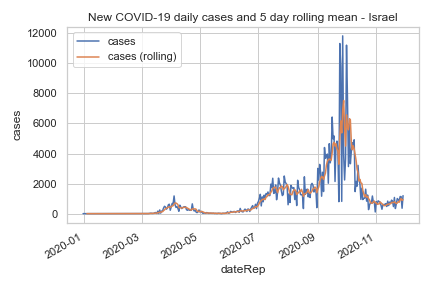 New COVID-19 daily cases and 5 day rolling mean - Israel
cases
cases (rolling)
12000
10000
8000
6000
4000
2000
0
cases
2020-01
2020-03
2020-05
2020-07
2020-09
2020-11
dateRep